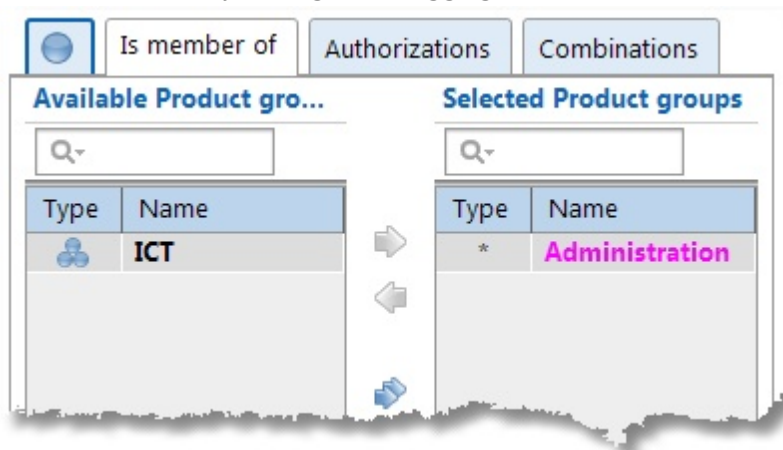 Is member of Authorizations Combinations
Available Product gro... Selected Product groups
Type Name Type Name
ICT * Administration